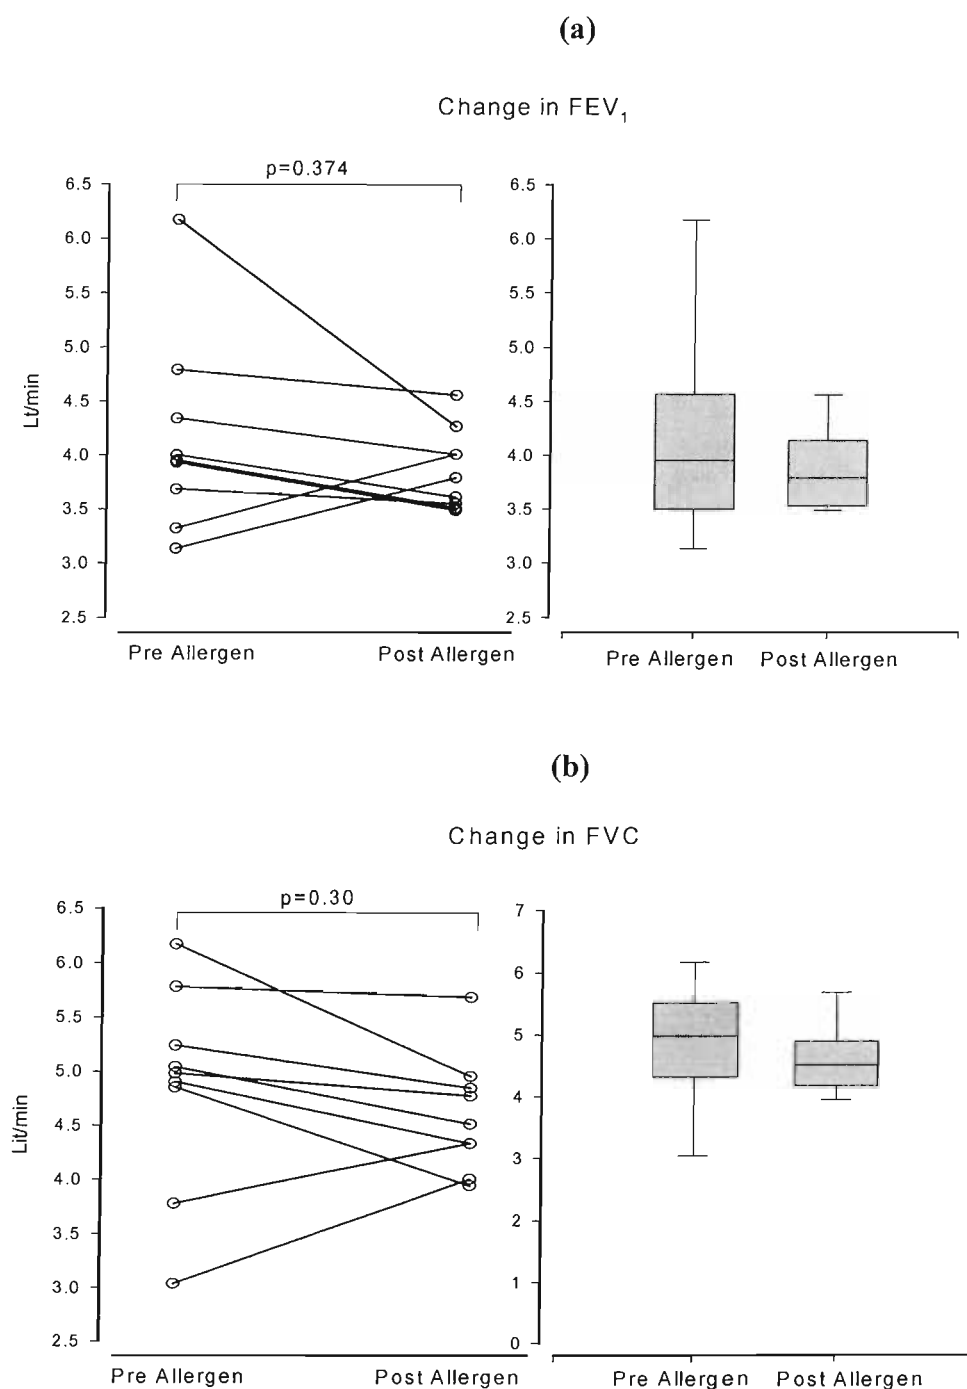 (a)
Change in FEV1
p=0.374
6.5
6.0
5.5
5.0
4.5
4.0
3.5
3.0
2.5
Lt/min
Pre Allergen
Post Allergen
6.5
6.0
5.5
5.0
4.5
4.0
3.5
3.0
2.5
Pre Allergen
Post Allergen
(b)
Change in FVC
p=0.30
6.5
6.0
5.5
5.0
4.5
4.0
3.5
3.0
2.5
Lit/min
Pre Allergen
Post Allergen
7
6
5
4
3
2
1
0
Pre Allergen
Post Allergen